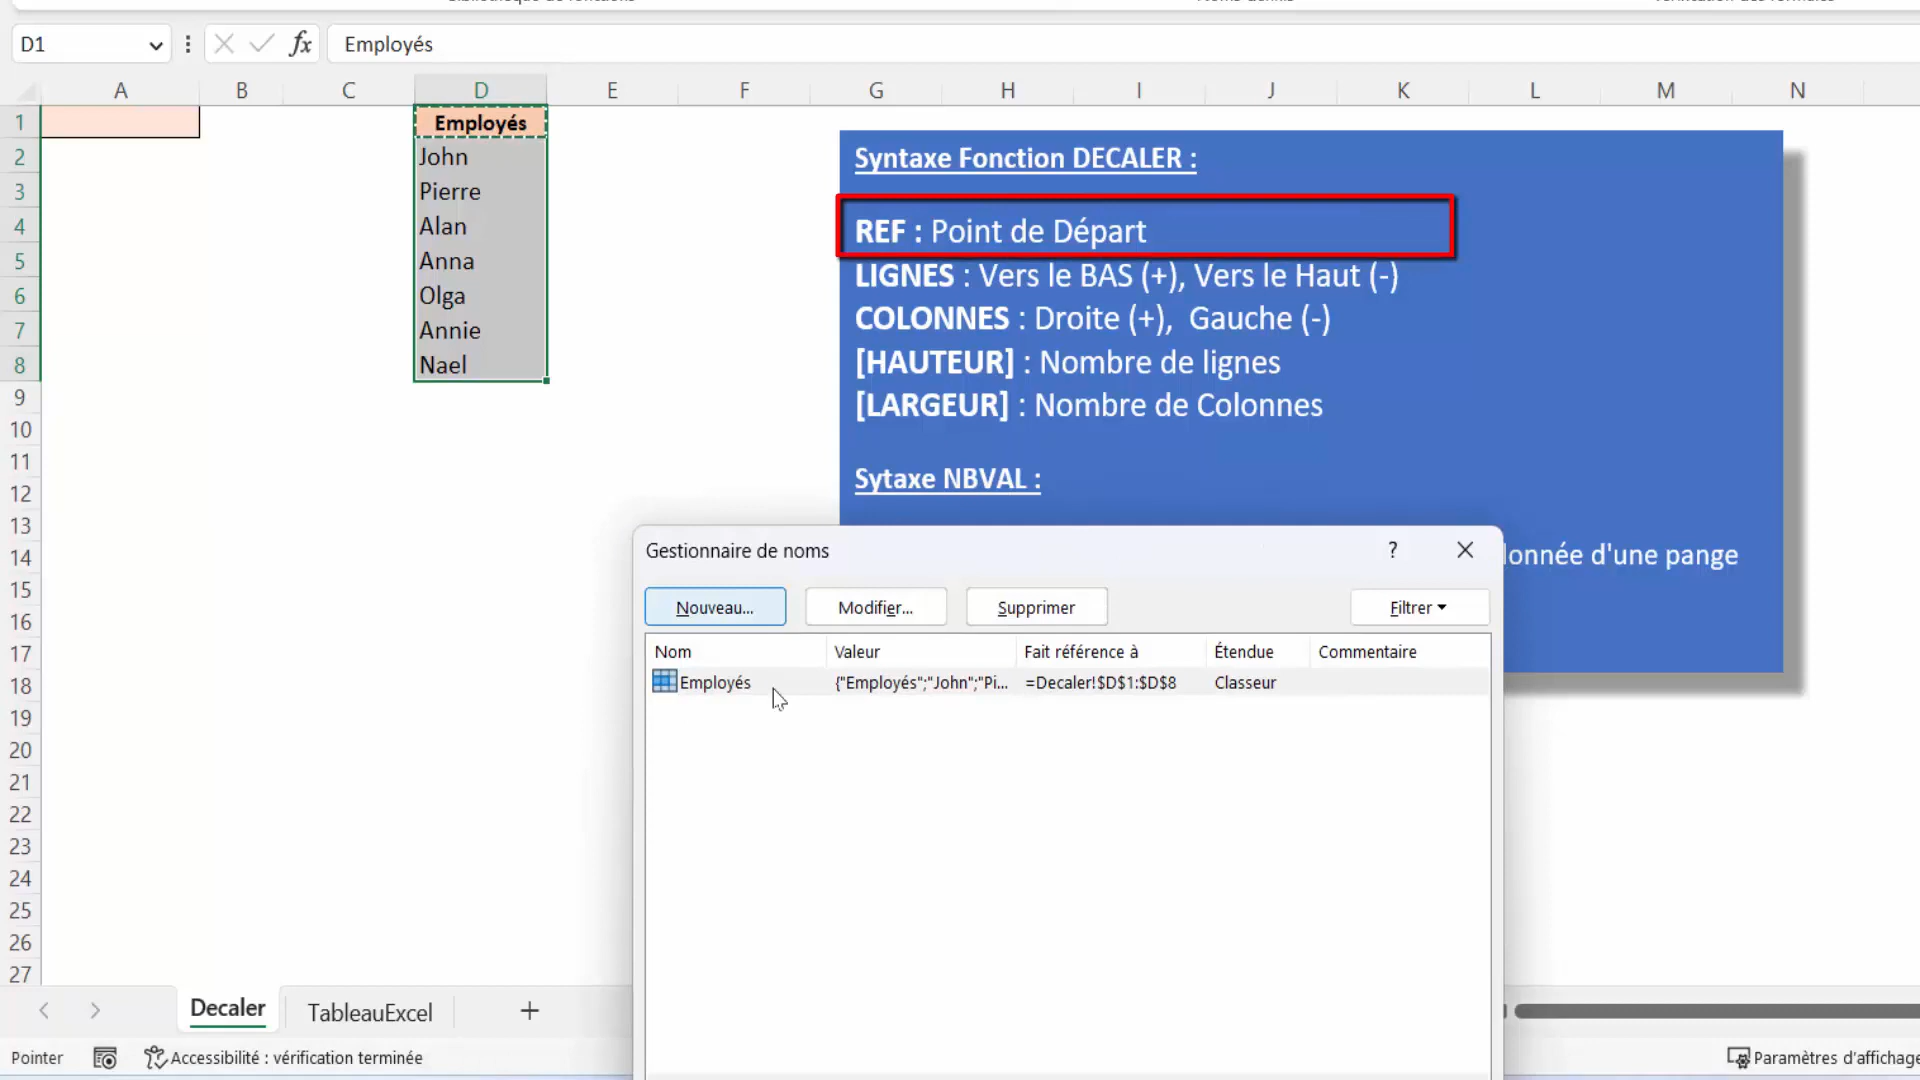 D1
fx
Employés
A B C D E F G H I J K L M N
1
2
3
4
5
6
7
8
9
10
11
12
13
14
15
16
17
18
19
20
21
22
23
24
25
26
27
Employés
John
Pierre
Alan
Anna
Olga
Annie
Nael
Syntaxe Fonction DECALER :
REF : Point de Départ
LIGNES : Vers le BAS (+), Vers le Haut (-)
COLONNES : Droite (+), Gauche (-)
[HAUTEUR] : Nombre de lignes
[LARGEUR] : Nombre de Colonnes
Sytaxe NBVAL :
lonnée d'une pange
Gestionnaire de noms
?
Nouveau... Modifier... Supprimer Filtrer
Nom Valeur Fait référence à Étendue Commentaire
Employés {"Employés";"John";"Pi... =Decaler!$D$1:$D$8 Classeur
Decaler TableauExcel +
Pointer Accessibilité : vérification terminée Paramètres d'affichage